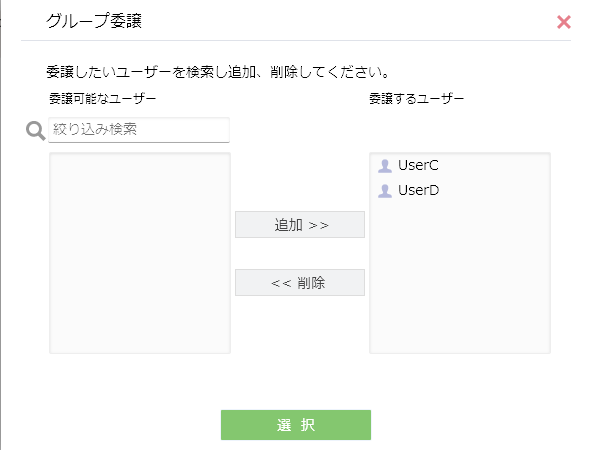 グループ委譲
委譲したいユーザーを検索し追加、削除してください。
委譲可能なユーザー
委譲するユーザー
絞り込み検索
UserC
UserD
追加 >>
<< 削除
選 択